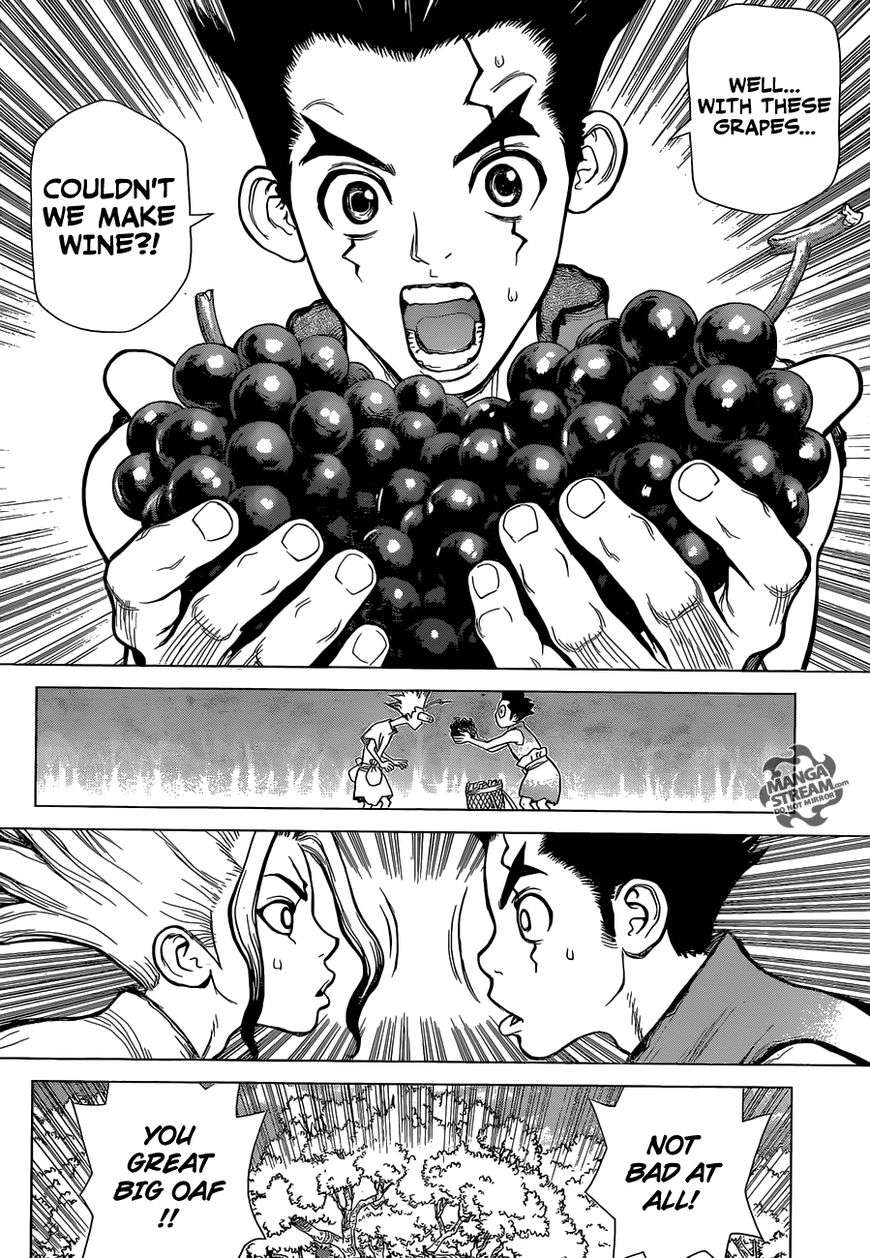 WELL...
WITH THESE
GRAPES...
COULDN'T
WE MAKE
WINE?!
MANGA
STREAM.com
DO NOT MIRROR
NOT
BAD AT
ALL!
YOU
GREAT
BIG OAF
!!